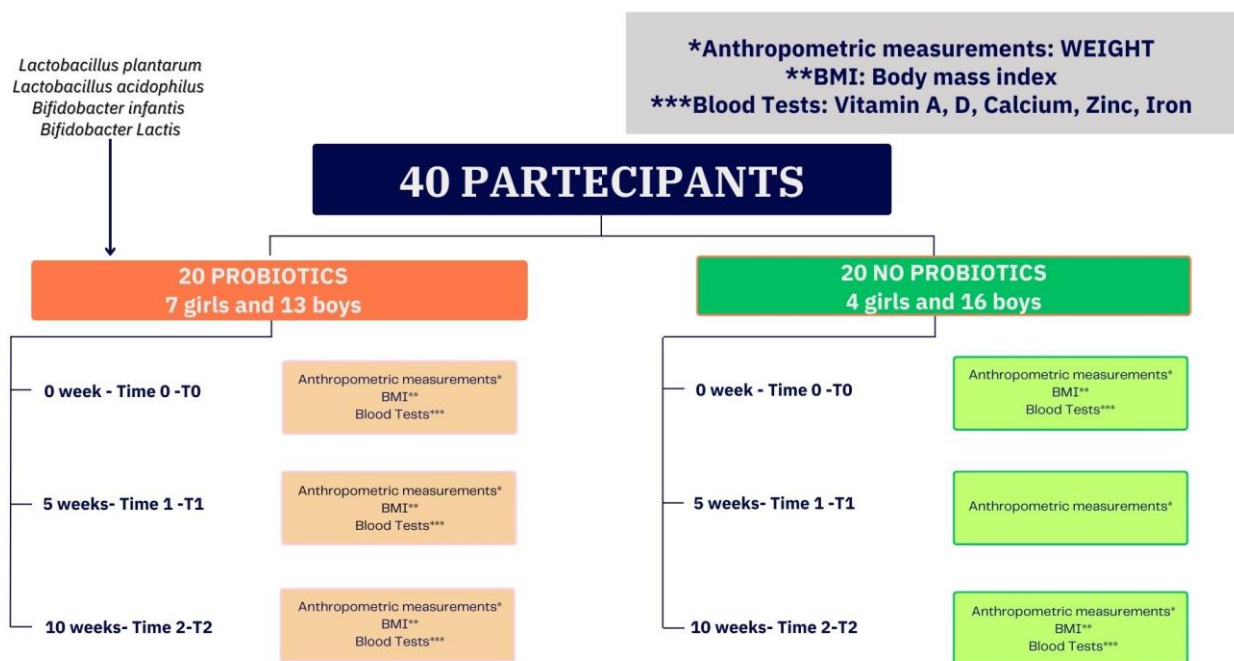 *Anthropometric measurements: WEIGHT
**BMI: Body mass index
***Blood Tests: Vitamin A, D, Calcium, Zinc, Iron
Lactobacillus plantarum
Lactobacillus acidophilus
Bifidobacter infantis
Bifidobacter Lactis
40 PARTECIPANTS
20 PROBIOTICS
7 girls and 13 boys
0 week - Time 0 -T0
Anthropometric measurements*
BMI**
Blood Tests***
5 weeks- Time 1 -T1
Anthropometric measurements*
BMI**
Blood Tests***
10 weeks- Time 2-T2
Anthropometric measurements*
BMI**
Blood Tests***
20 NO PROBIOTICS
4 girls and 16 boys
0 week - Time 0 -T0
Anthropometric measurements*
BMI**
Blood Tests***
5 weeks- Time 1 -T1
Anthropometric measurements*
10 weeks- Time 2-T2
Anthropometric measurements*
BMI**
Blood Tests***